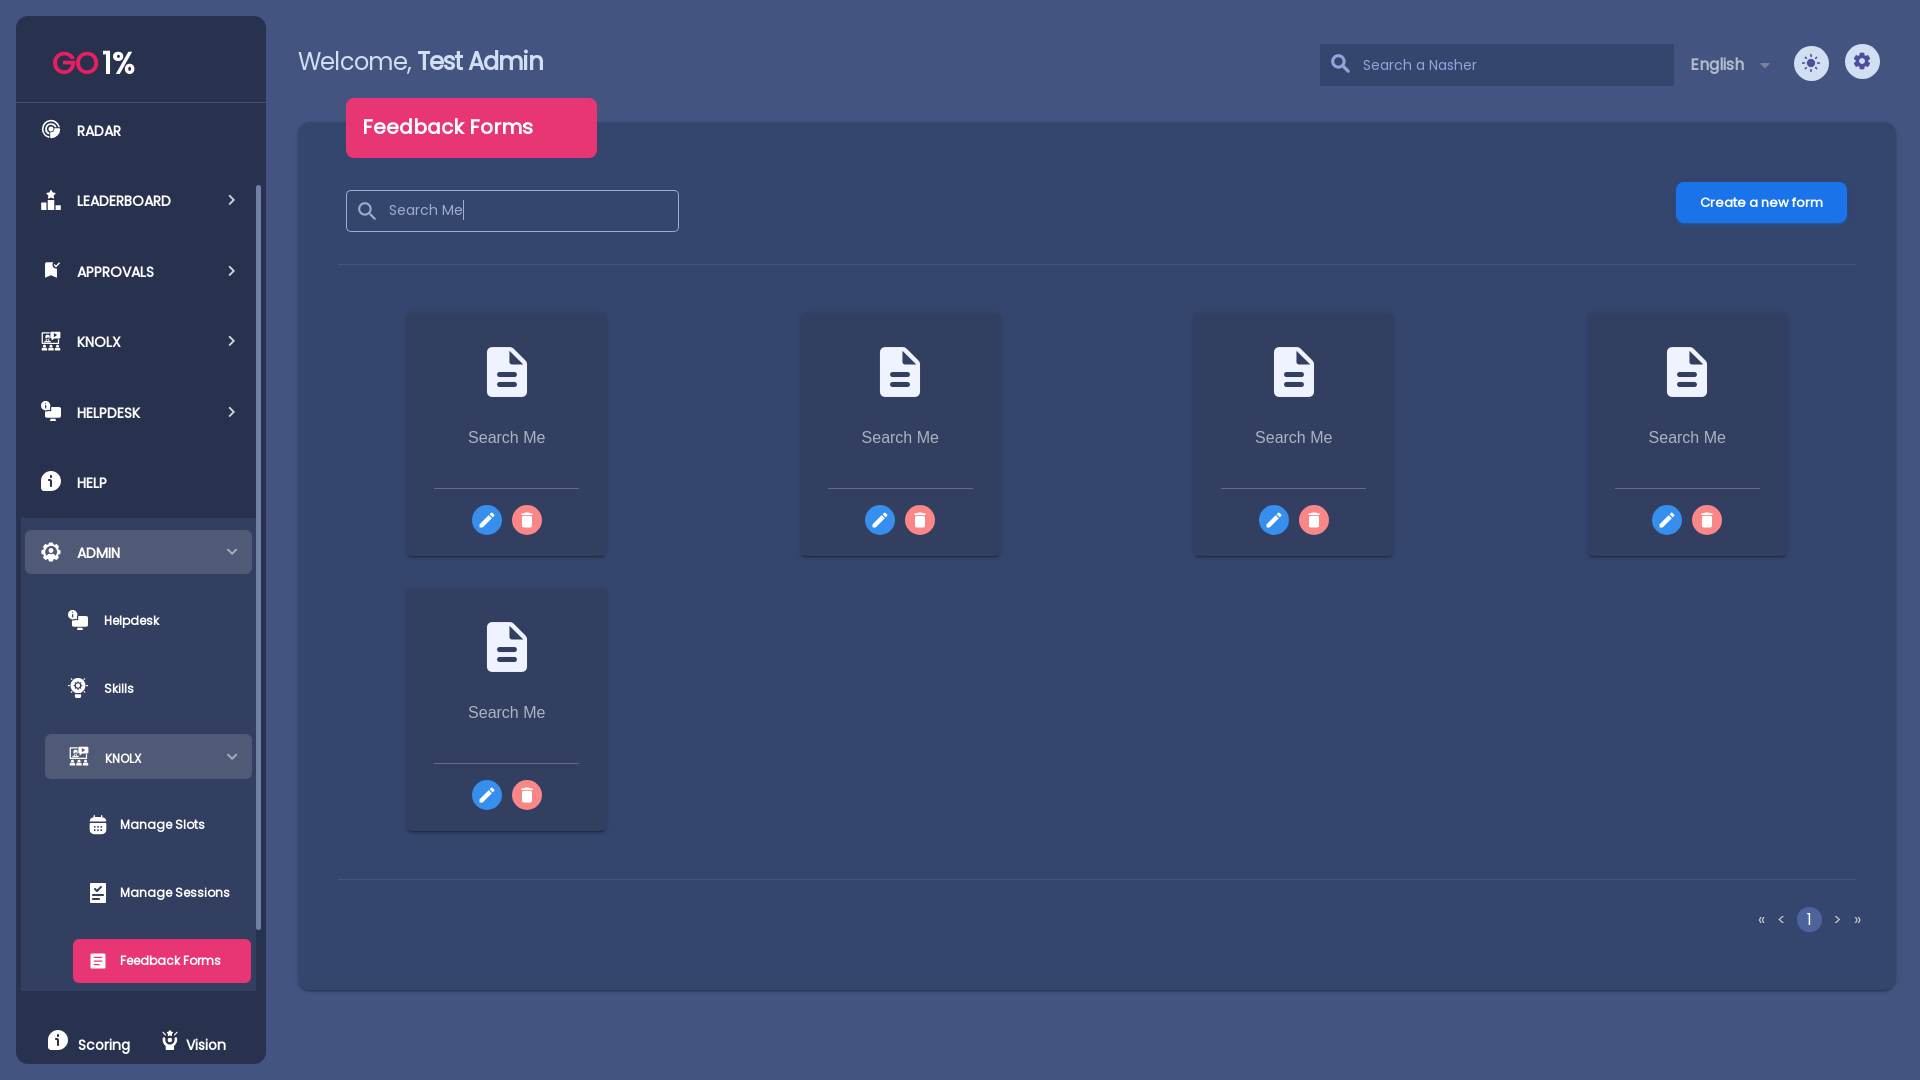 GO 1%
RADAR
LEADERBOARD
APPROVALS
KNOLX
HELPDESK
HELP
ADMIN
Helpdesk
Skills
KNOLX
Manage Slots
Manage Sessions
Feedback Forms
Scoring
Vision
Welcome, Test Admin
Search a Nasher
English
Feedback Forms
Search Me
Create a new form
Search Me
Search Me
Search Me
Search Me
Search Me
« < 1 > »